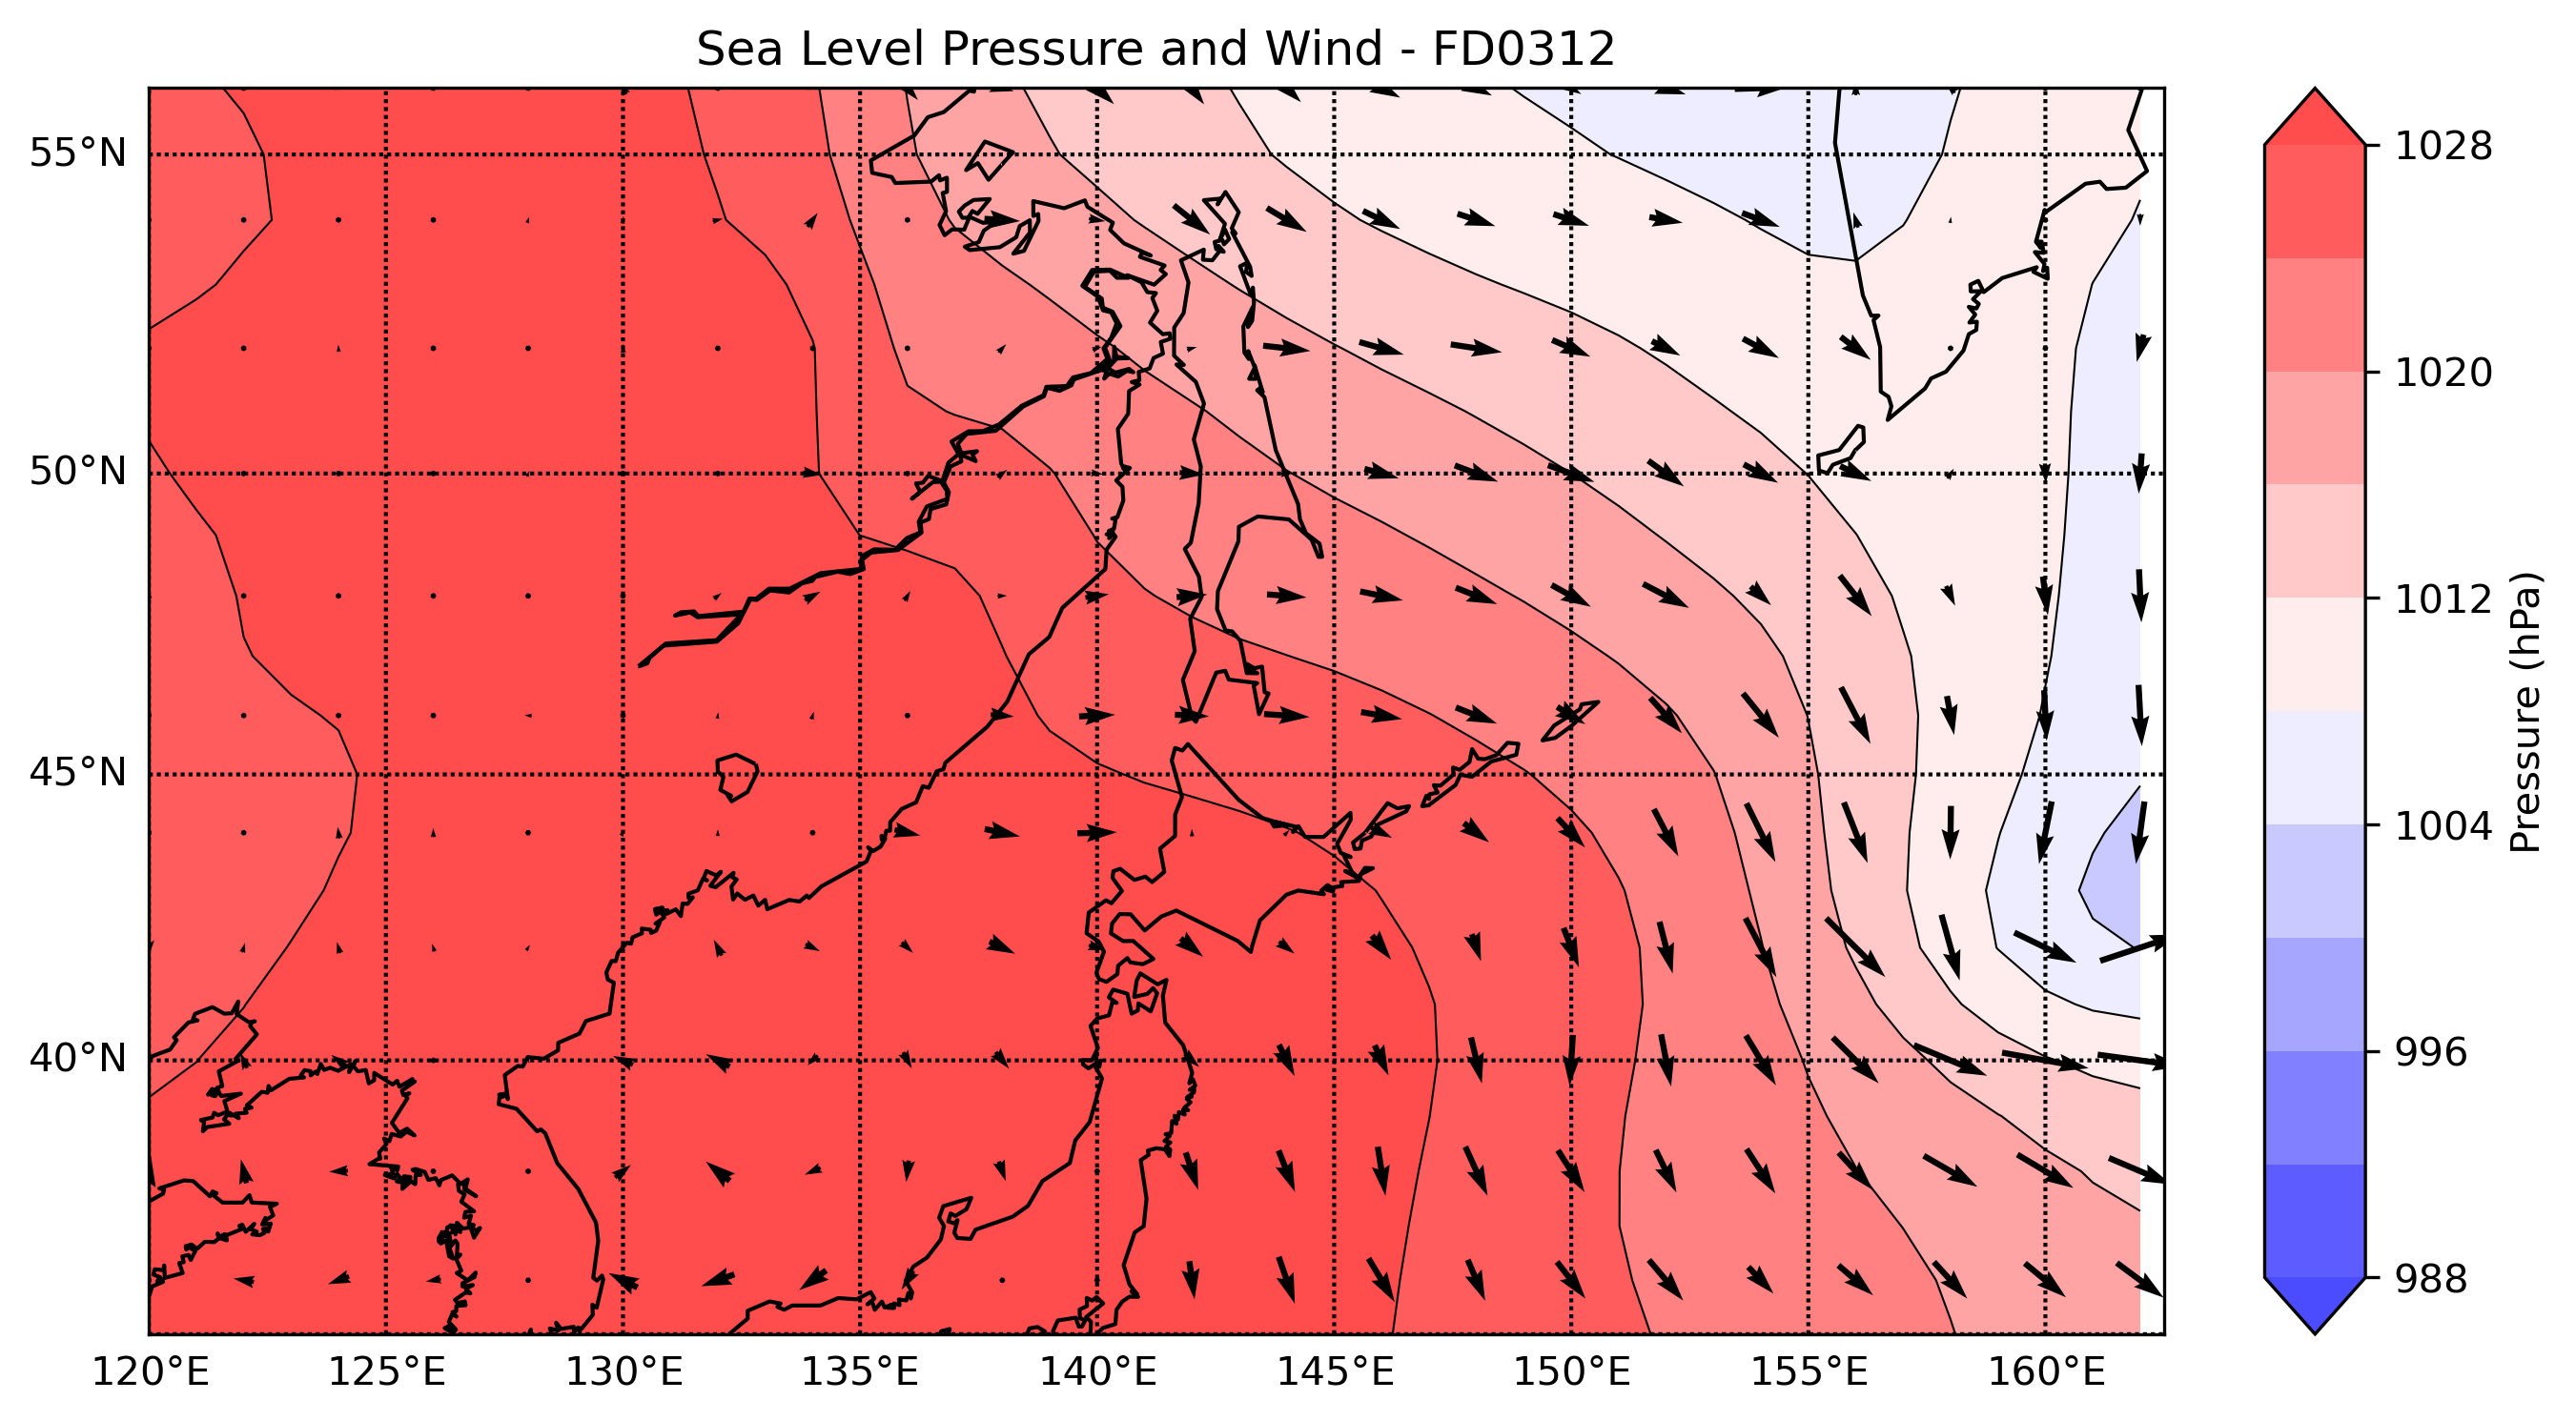 Sea Level Pressure and Wind - FD0312
55°N
50°N
45°N
40°N
120°E 125°E 130°E 135°E 140°E 145°E 150°E 155°E 160°E
1028
1020
1012
1004
996
988
Pressure (hPa)